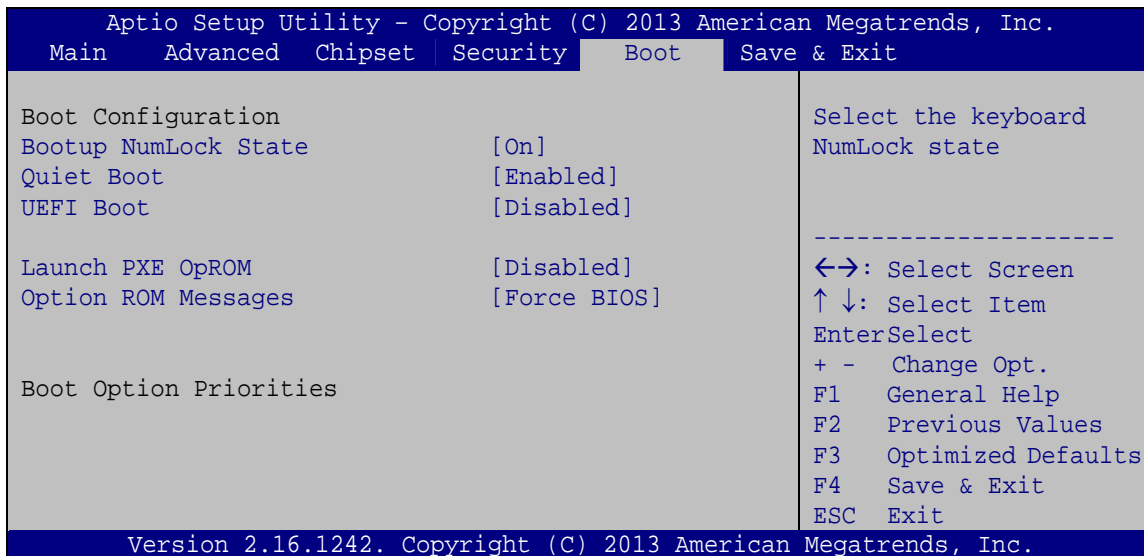 Aptio Setup Utility – Copyright (C) 2013 American Megatrends, Inc.
Main Advanced Chipset Security Boot Save & Exit
Boot Configuration
Bootup NumLock State [On]
Quiet Boot [Enabled]
UEFI Boot [Disabled]
Launch PXE OpROM [Disabled]
Option ROM Messages [Force BIOS]
Boot Option Priorities
Select the keyboard
NumLock state
---------------------
←→: Select Screen
↑ ↓: Select Item
EnterSelect
+ - Change Opt.
F1 General Help
F2 Previous Values
F3 Optimized Defaults
F4 Save & Exit
ESC Exit
Version 2.16.1242. Copyright (C) 2013 American Megatrends, Inc.